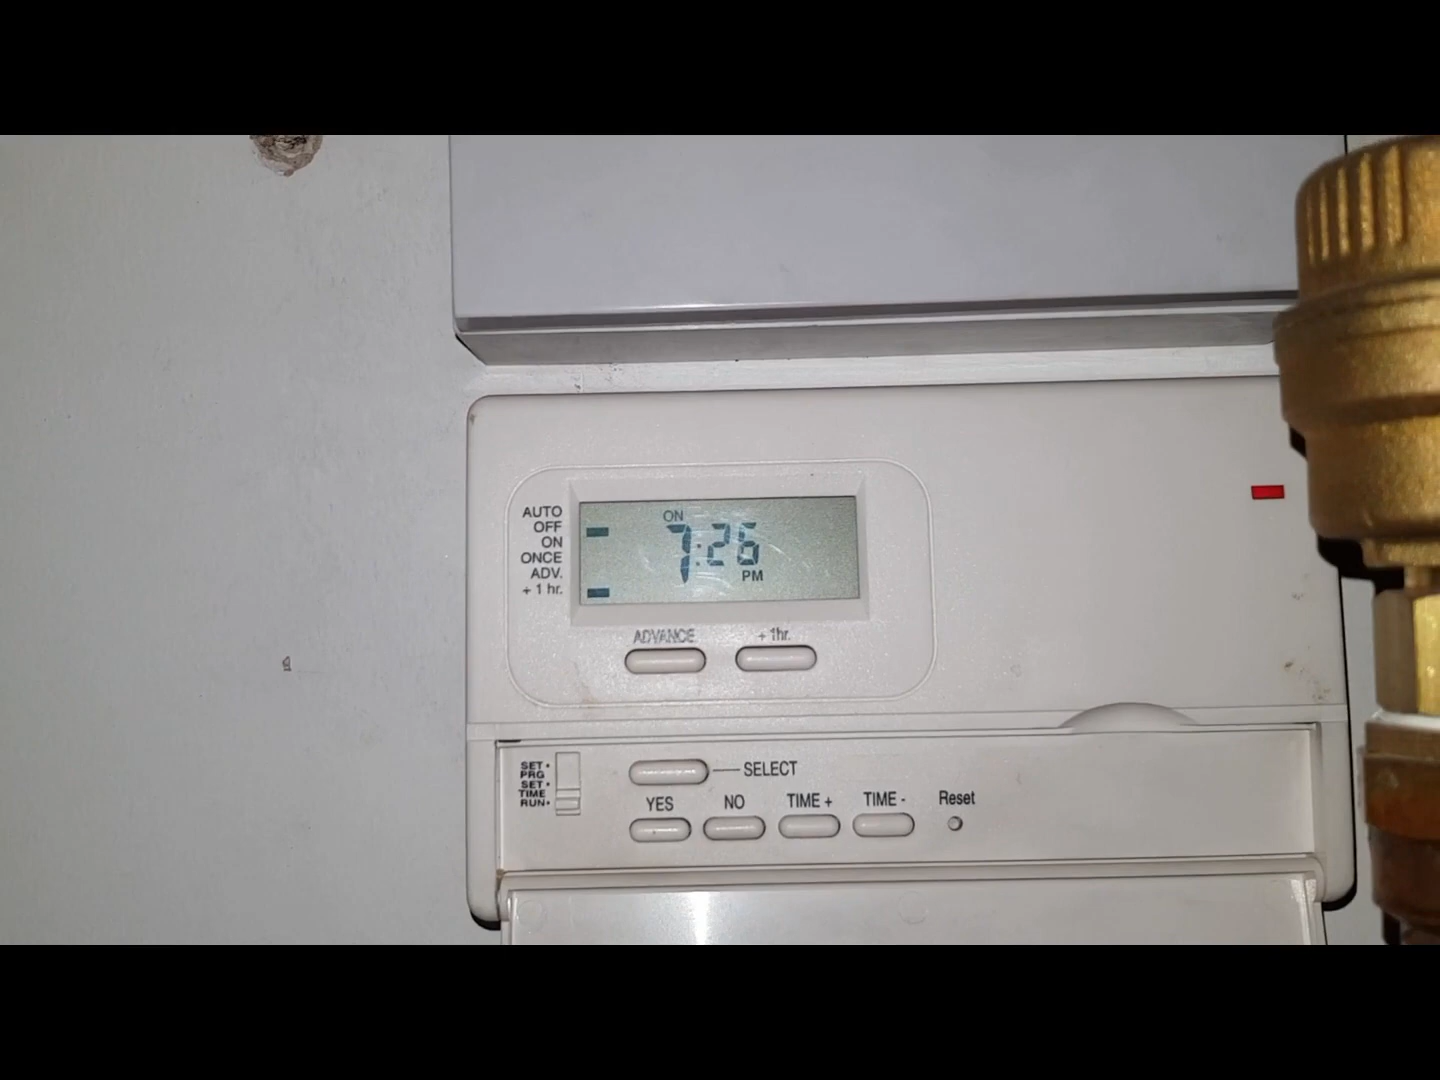 AUTO
OFF
ON
ONCE
ADV.
+ 1 hr.
ON
7:26
PM
ADVANCE
+ 1hr.
SET
PRG
SET
TIME
RUN
SELECT
YES NO TIME + TIME - Reset